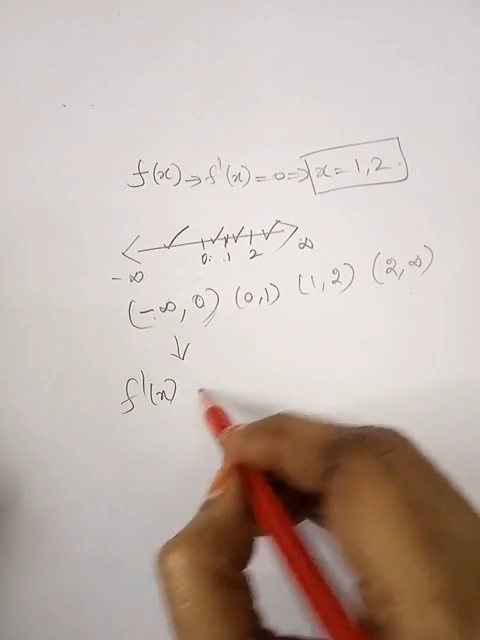 f(x) → f'(x) = 0 ⇒ x = 1, 2.
0 1 2
-∞ ∞
(-∞, 0) (0, 1) (1, 2) (2, ∞)
↓
f'(x)